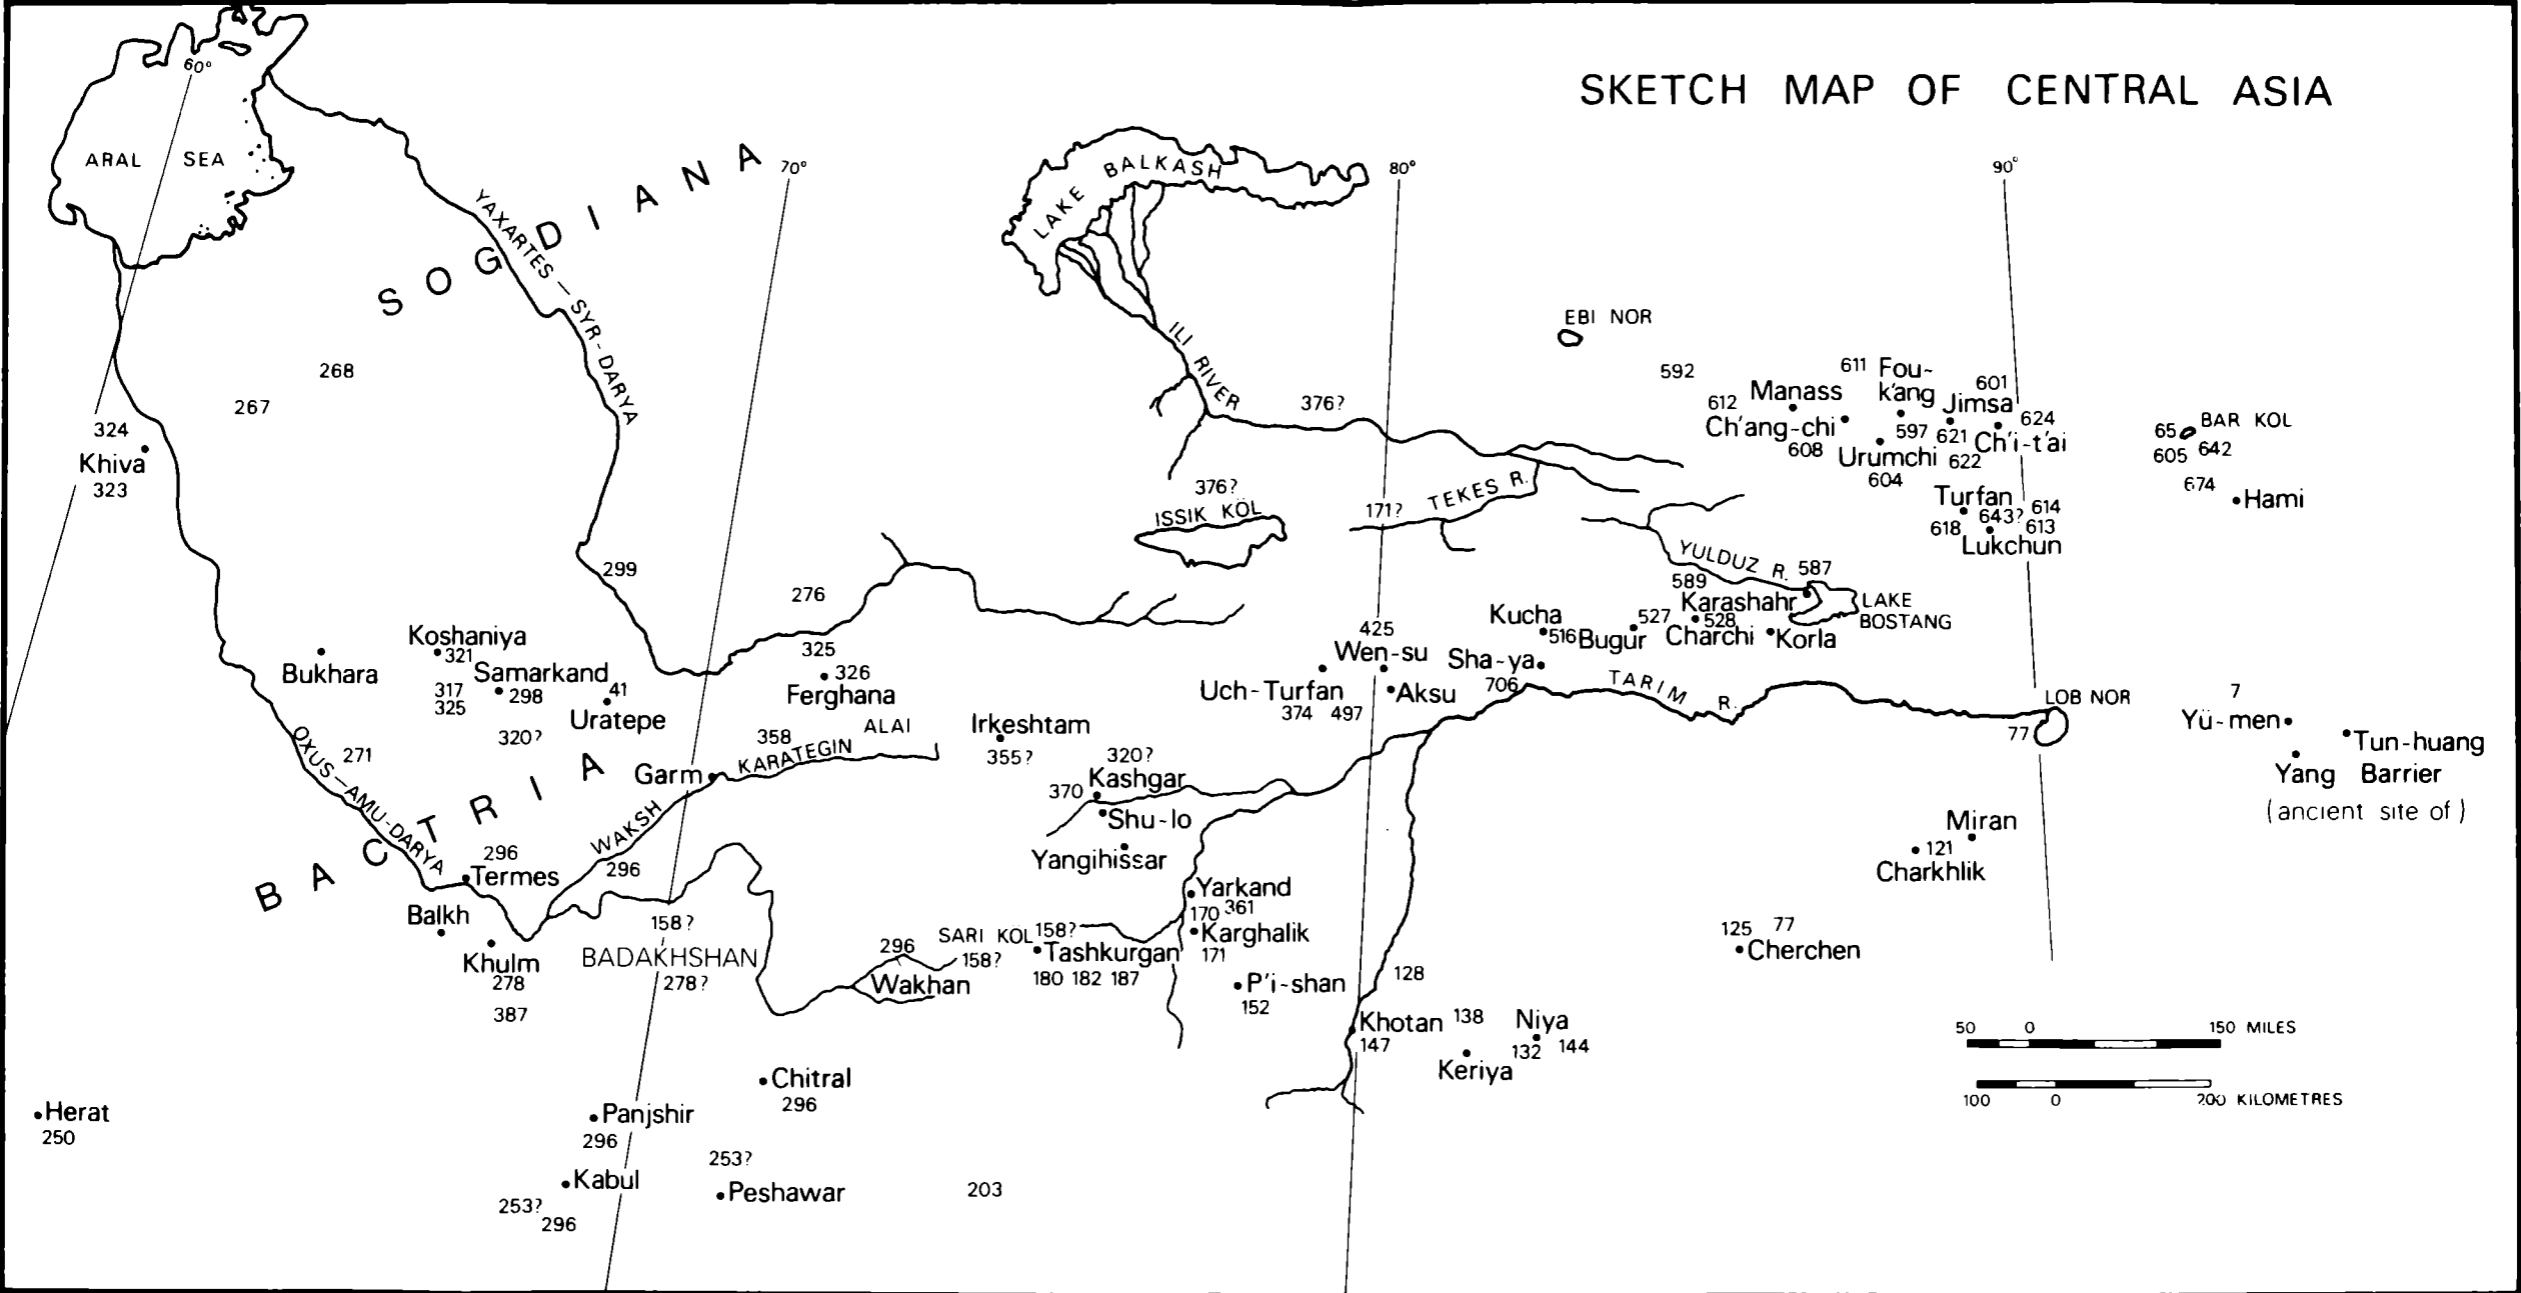 SKETCH MAP OF CENTRAL ASIA
60°
ARAL SEA
YAXARTES — SYR-DARYA
SOGDIANA
70°
LAKE BALKASH
80°
90°
ILI RIVER
EBI NOR
268
267
324
Khiva
323
376?
592
611
Fou-
k'ang
601
Manass
612
Jimsa
624
Ch'ang-chi
597
621
Ch'i-t'ai
608
Urumchi
622
604
65
BAR KOL
605
642
674
Hami
376?
ISSIK KÖL
171?
TEKES R.
Turfan
614
643?
618
613
Lukchun
YULDUZ R.
587
589
Karashahr
LAKE
BOSTANG
299
276
Koshaniya
321
Bukhara
Samarkand
317
298
325
41
Uratepe
320?
325
326
Ferghana
358
ALAI
KARATEGIN
Garm
Irkeshtam
355?
425
Wen-su
Uch-Turfan
374 497
Aksu
Kucha
516
Bugur
527
528
Charchi
Korla
Sha-ya
706
TARIM R.
LOB NOR
77
7
Yü-men
Tun-huang
Yang Barrier
(ancient site of)
271
OXUS—AMU-DARYA
BACTRIA
WAKSH
296
296
Termes
Balkh
Khulm
278
387
158?
BADAKHSHAN
278?
320?
Kashgar
370
Shu-lo
Yangihissar
Yarkand
170 361
Karghalik
171
SARI KOL
158?
296
158?
Tashkurgan
180 182 187
Wakhan
P'i-shan
152
128
Khotan
147
138
Niya
132 144
Keriya
Miran
121
Charkhlik
125 77
Cherchen
50 0 150 MILES
100 0 200 KILOMETRES
Chitral
296
Herat
250
Panjshir
296
253?
Kabul
Peshawar
203
253?
296